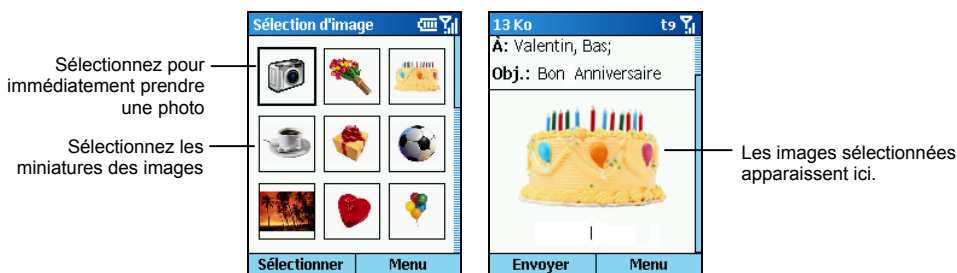 Sélectionnez pour
immédiatement prendre
une photo
Sélectionnez les
miniatures des images
Sélection d'image
Sélectionner Menu
13 Ko t9
À: Valentin, Bas;
Obj.: Bon Anniversaire
Envoyer Menu
Les images sélectionnées
apparaissent ici.